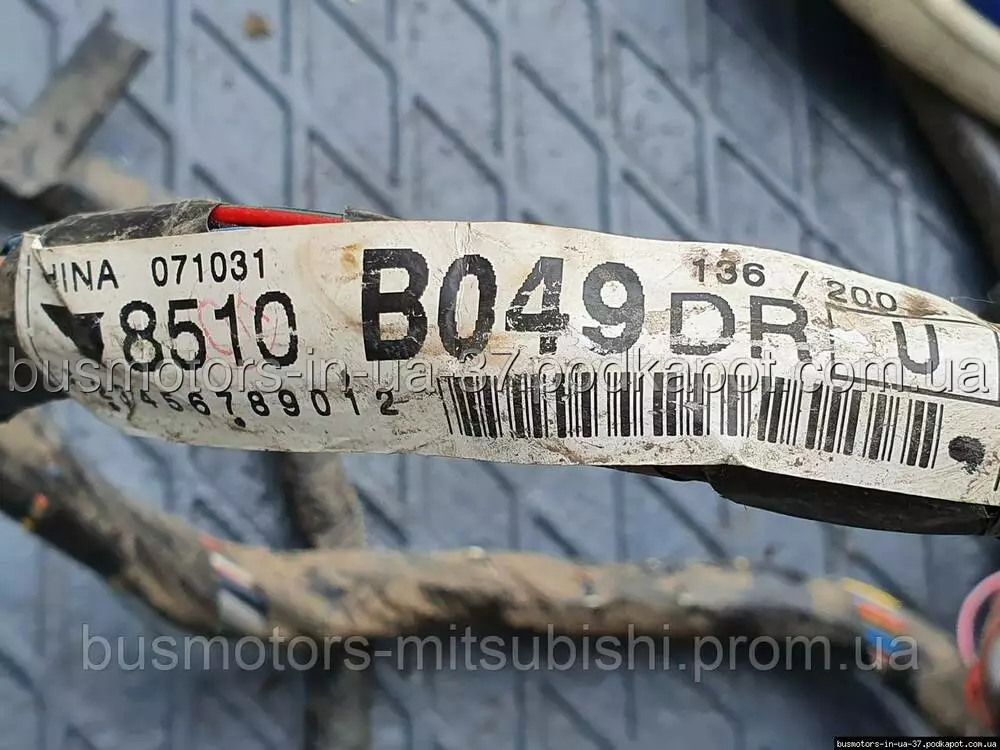 HINA 071031
136 / 200
8510 B049 DR U
456789012
busmotors-in-ua-37.podkapot.com.ua
busmotors-mitsubishi.prom.ua
busmotors-in-ua-37.podkapot.com.ua